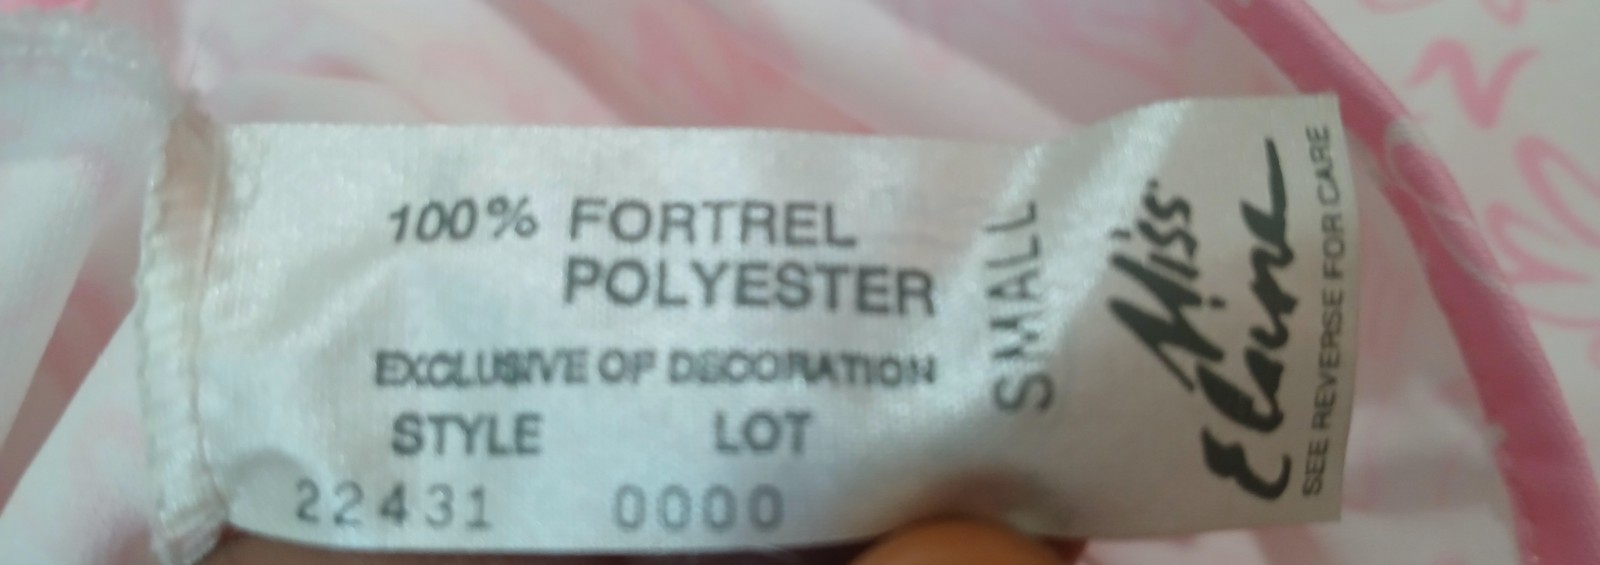 100% FORTREL
POLYESTER
EXCLUSIVE OF DECORATION
STYLE LOT
22431 0000
SMALL
Miss
Elaine
SEE REVERSE FOR CARE